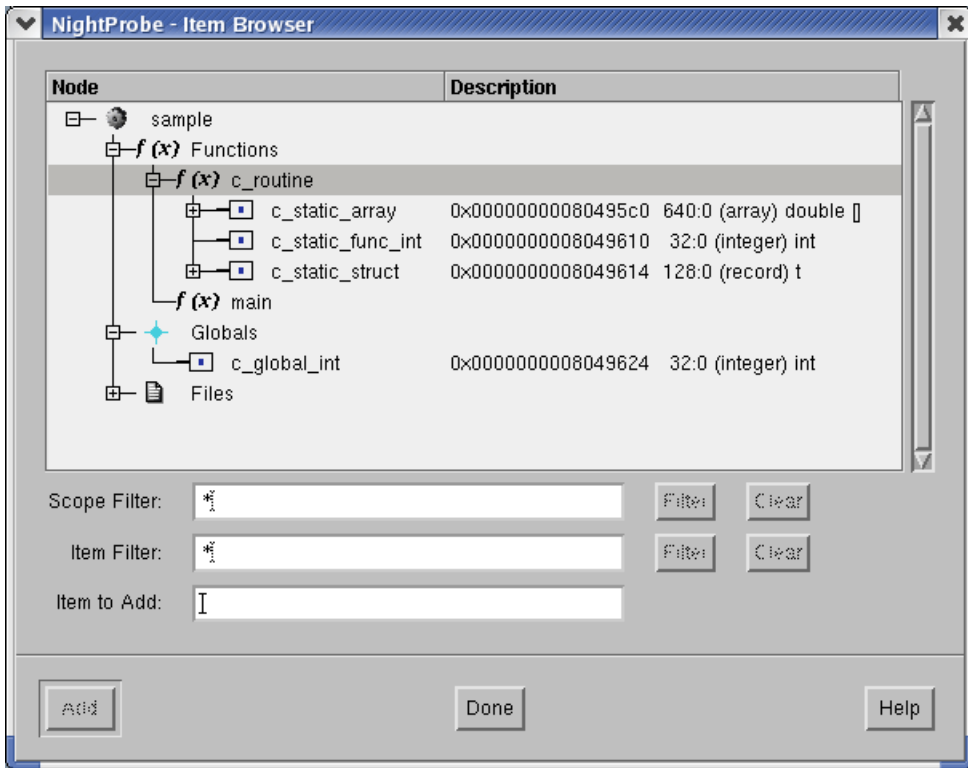 NightProbe - Item Browser
Node Description
sample
f (x) Functions
f (x) c_routine
c_static_array 0x00000000080495c0 640:0 (array) double []
c_static_func_int 0x0000000008049610 32:0 (integer) int
c_static_struct 0x0000000008049614 128:0 (record) t
f (x) main
Globals
c_global_int 0x0000000008049624 32:0 (integer) int
Files
Scope Filter: * Filter Clear
Item Filter: * Filter Clear
Item to Add:
Add Done Help